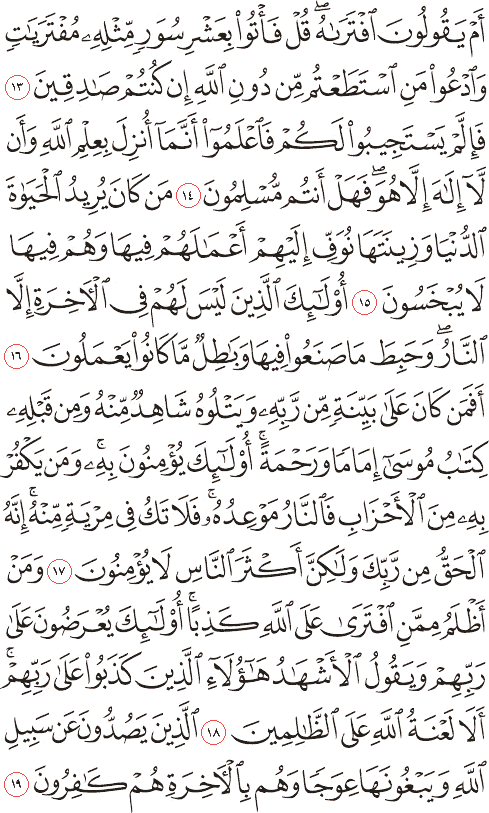 أَمْ يَقُولُونَ ٱفْتَرَىٰهُ ۖ قُلْ فَأْتُوا۟ بِعَشْرِ سُوَرٍ مِّثْلِهِۦ مُفْتَرَيَٰتٍ
وَٱدْعُوا۟ مَنِ ٱسْتَطَعْتُم مِّن دُونِ ٱللَّهِ إِن كُنتُمْ صَٰدِقِينَ ١٣
فَإِلَّمْ يَسْتَجِيبُوا۟ لَكُمْ فَٱعْلَمُوٓا۟ أَنَّمَآ أُنزِلَ بِعِلْمِ ٱللَّهِ وَأَن
لَّآ إِلَٰهَ إِلَّا هُوَ ۖ فَهَلْ أَنتُم مُّسْلِمُونَ ١٤ مَن كَانَ يُرِيدُ ٱلْحَيَوٰةَ
ٱلدُّنْيَا وَزِينَتَهَا نُوَفِّ إِلَيْهِمْ أَعْمَٰلَهُمْ فِيهَا وَهُمْ فِيهَا
لَا يُبْخَسُونَ ١٥ أُو۟لَٰٓئِكَ ٱلَّذِينَ لَيْسَ لَهُمْ فِى ٱلْءَاخِرَةِ إِلَّا
ٱلنَّارُ ۖ وَحَبِطَ مَا صَنَعُوا۟ فِيهَا وَبَٰطِلٌ مَّا كَانُوا۟ يَعْمَلُونَ ١٦
أَفَمَن كَانَ عَلَىٰ بَيِّنَةٍ مِّن رَّبِّهِۦ وَيَتْلُوهُ شَاهِدٌ مِّنْهُ وَمِن قَبْلِهِۦ
كِتَٰبُ مُوسَىٰٓ إِمَامًا وَرَحْمَةً ۚ أُو۟لَٰٓئِكَ يُؤْمِنُونَ بِهِۦ ۚ وَمَن يَكْفُرْ
بِهِۦ مِنَ ٱلْأَحْزَابِ فَٱلنَّارُ مَوْعِدُهُۥ ۚ فَلَا تَكُ فِى مِرْيَةٍ مِّنْهُ ۚ إِنَّهُ
ٱلْحَقُّ مِن رَّبِّكَ وَلَٰكِنَّ أَكْثَرَ ٱلنَّاسِ لَا يُؤْمِنُونَ ١٧ وَمَنْ
أَظْلَمُ مِمَّنِ ٱفْتَرَىٰ عَلَى ٱللَّهِ كَذِبًا ۚ أُو۟لَٰٓئِكَ يُعْرَضُونَ عَلَىٰ
رَبِّهِمْ وَيَقُولُ ٱلْأَشْهَٰدُ هَٰٓؤُلَآءِ ٱلَّذِينَ كَذَبُوا۟ عَلَىٰ رَبِّهِمْ ۚ
أَلَا لَعْنَةُ ٱللَّهِ عَلَى ٱلظَّٰلِمِينَ ١٨ ٱلَّذِينَ يَصُدُّونَ عَن سَبِيلِ
ٱللَّهِ وَيَبْغُونَهَا عِوَجًا وَهُم بِٱلْءَاخِرَةِ هُمْ كَٰفِرُونَ ١٩